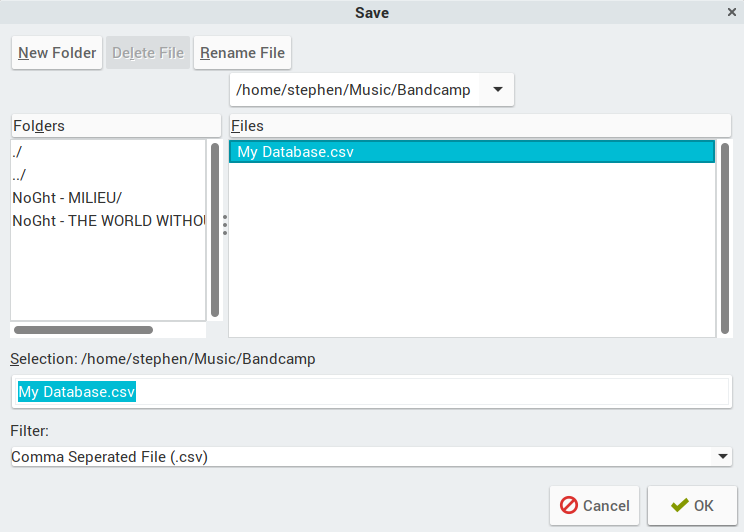 Save
New Folder Delete File Rename File
/home/stephen/Music/Bandcamp
Folders
Files
./
../
NoGht - MILIEU/
NoGht - THE WORLD WITHOU
My Database.csv
Selection: /home/stephen/Music/Bandcamp
My Database.csv
Filter:
Comma Seperated File (.csv)
Cancel OK